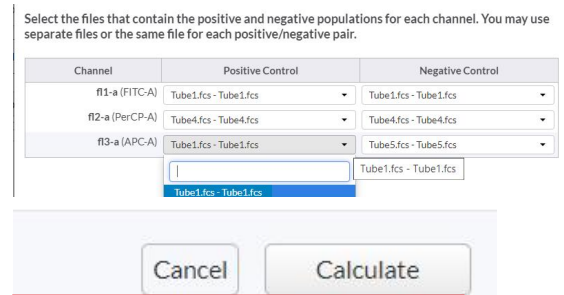 Select the files that contain the positive and negative populations for each channel. You may use
separate files or the same file for each positive/negative pair.
Channel Positive Control Negative Control
fl1-a (FITC-A) Tube1.fcs - Tube1.fcs Tube1.fcs - Tube1.fcs
fl2-a (PerCP-A) Tube4.fcs - Tube4.fcs Tube4.fcs - Tube4.fcs
fl3-a (APC-A) Tube1.fcs - Tube1.fcs Tube5.fcs - Tube5.fcs
Tube1.fcs - Tube1.fcs
Tube1.fcs - Tube1.fcs
Cancel Calculate